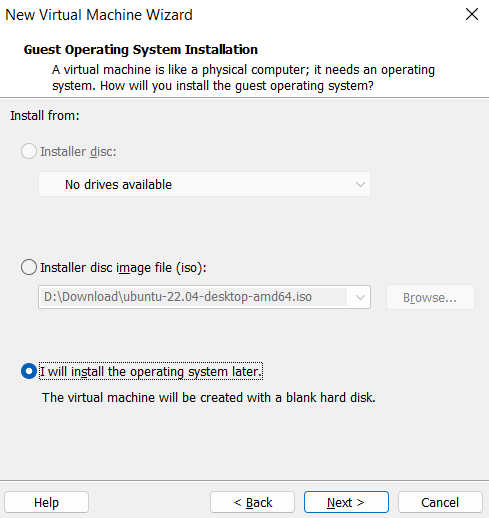 New Virtual Machine Wizard
Guest Operating System Installation
A virtual machine is like a physical computer; it needs an operating
system. How will you install the guest operating system?
Install from:
Installer disc:
No drives available
Installer disc image file (iso):
D:\Download\ubuntu-22.04-desktop-amd64.iso
Browse...
I will install the operating system later.
The virtual machine will be created with a blank hard disk.
Help
< Back
Next >
Cancel